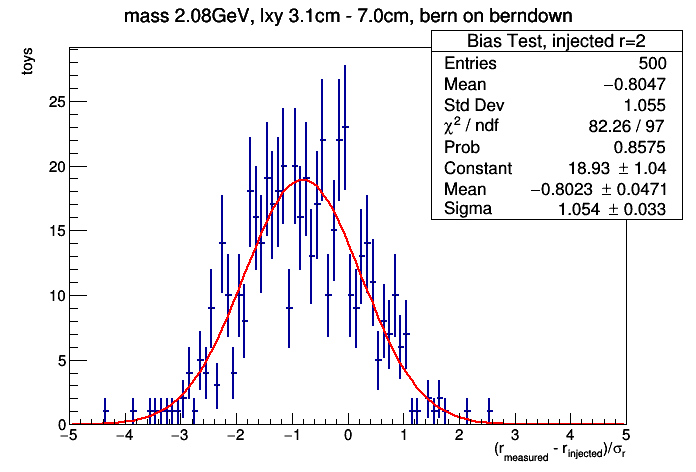 mass 2.08GeV, lxy 3.1cm - 7.0cm, bern on berndown
Bias Test, injected r=2
Entries 500
Mean −0.8047
Std Dev 1.055
χ² / ndf 82.26 / 97
Prob 0.8575
Constant 18.93 ± 1.04
Mean −0.8023 ± 0.0471
Sigma 1.054 ± 0.033
toys
25
20
15
10
5
0
−5 −4 −3 −2 −1 0 1 2 3 4 5
(r_measured - r_injected)/σ_r